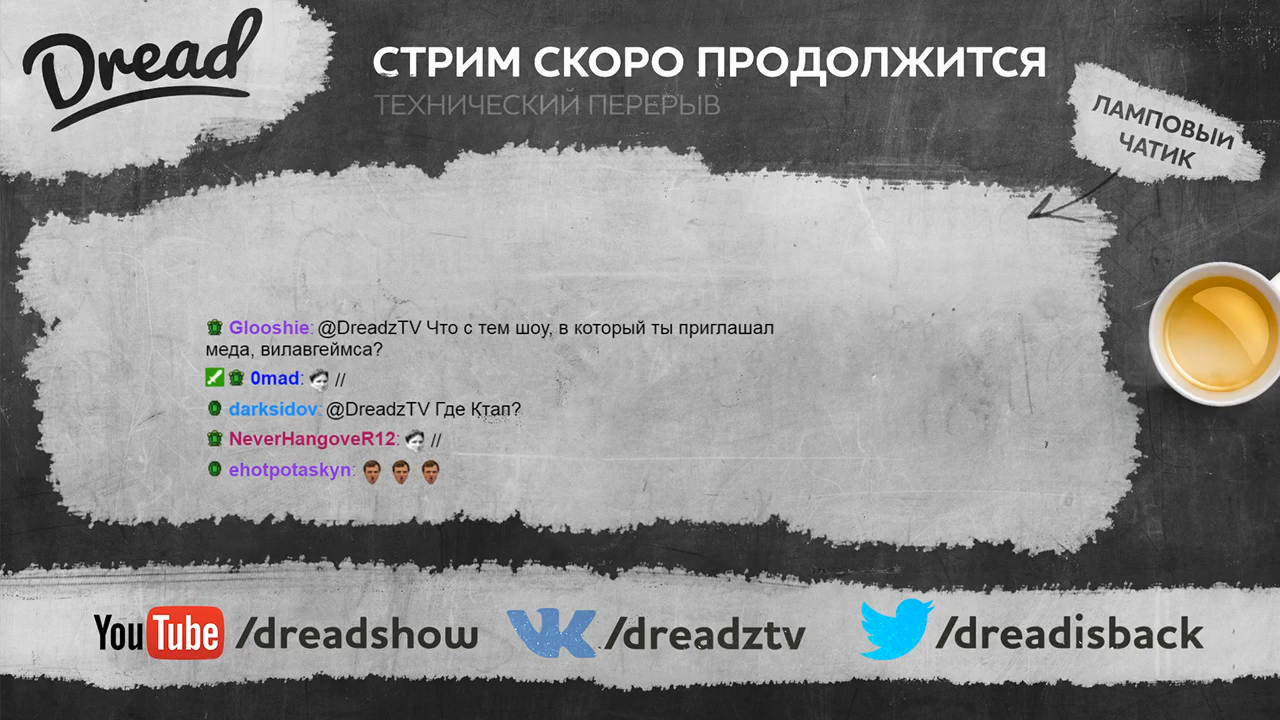 Dread
СТРИМ СКОРО ПРОДОЛЖИТСЯ
ТЕХНИЧЕСКИЙ ПЕРЕРЫВ
ЛАМПОВЫЙ
ЧАТИК
Glooshie: @DreadzTV Что с тем шоу, в который ты приглашал
меда, вилавгеймса?
0mad: //
darksidov: @DreadzTV Где Ктап?
NeverHangoveR12: //
ehotpotaskyn:
YouTube /dreadshow
VK /dreadztv
/dreadisback